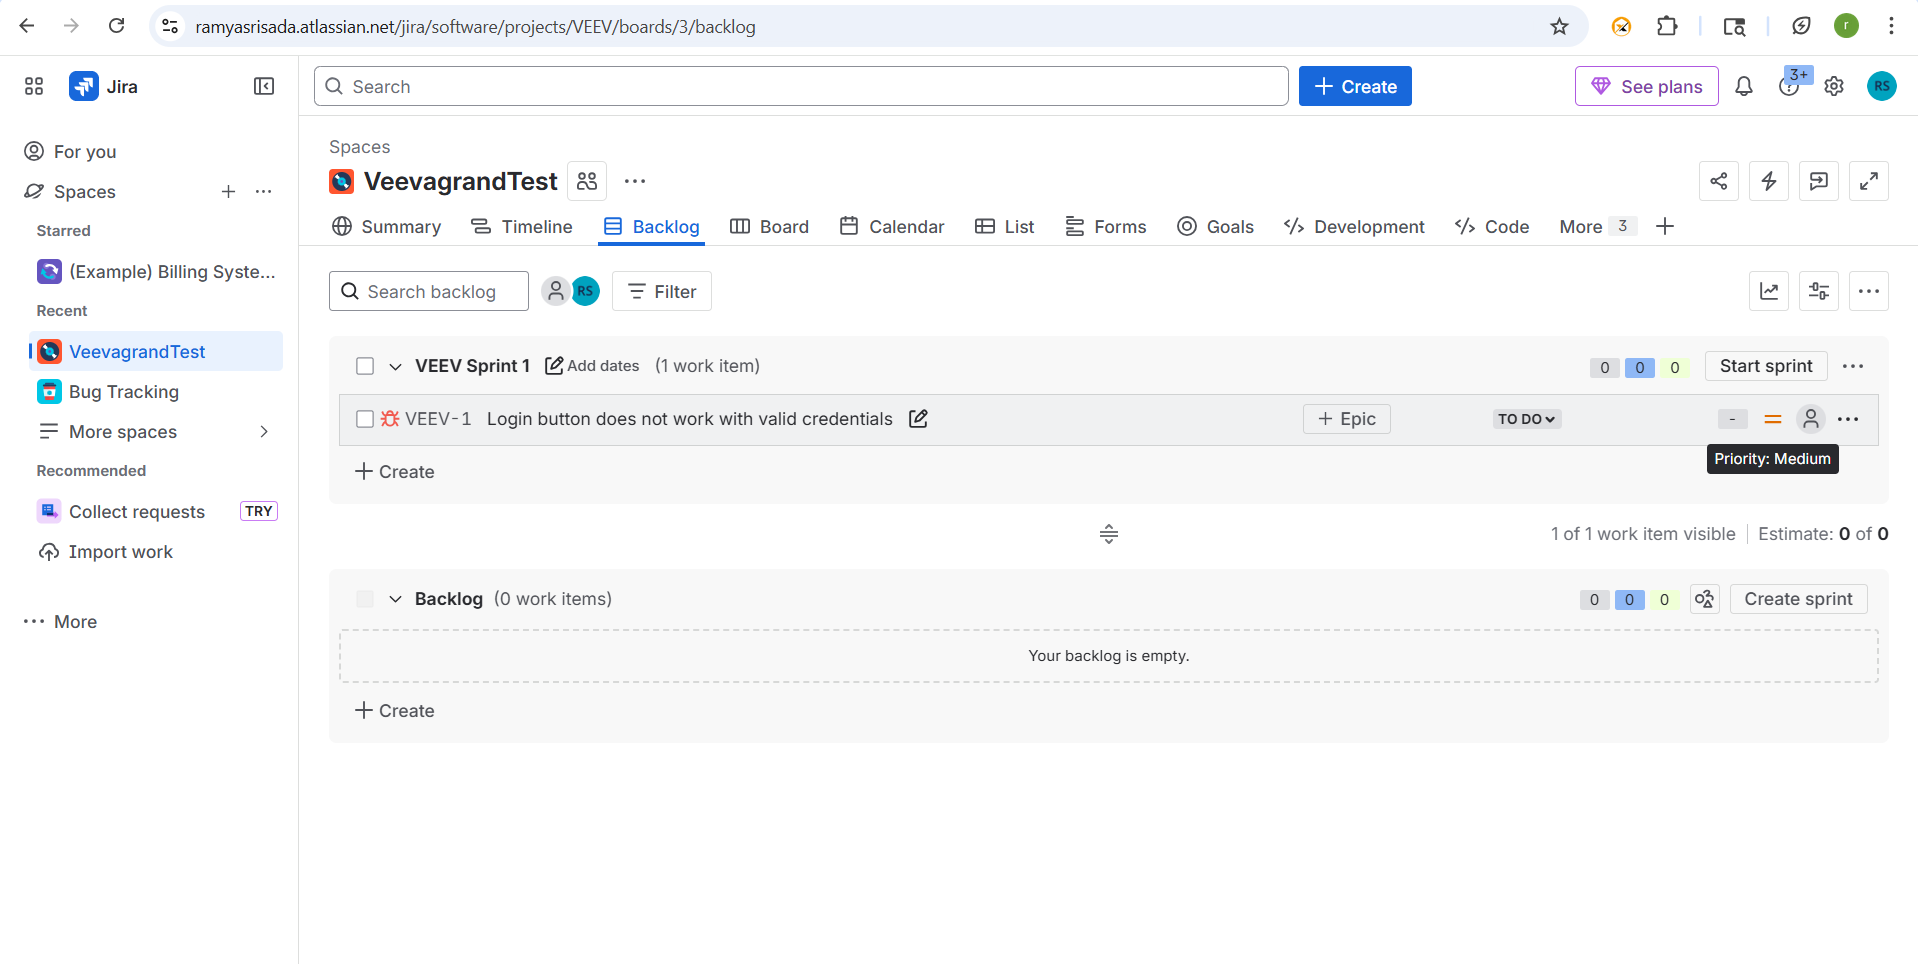 ramyasrisada.atlassian.net/jira/software/projects/VEEV/boards/3/backlog
r
Jira
Search
Create
See plans
3+
RS
For you
Spaces
Starred
(Example) Billing Syste...
Recent
VeevagrandTest
Bug Tracking
More spaces
Recommended
Collect requests TRY
Import work
More
Spaces
VeevagrandTest
Summary Timeline Backlog Board Calendar List Forms Goals Development Code More 3
Search backlog RS Filter
VEEV Sprint 1 Add dates (1 work item) 0 0 0 Start sprint
VEEV-1 Login button does not work with valid credentials + Epic TO DO -
Priority: Medium
+ Create
1 of 1 work item visible Estimate: 0 of 0
Backlog (0 work items) 0 0 0 Create sprint
Your backlog is empty.
+ Create